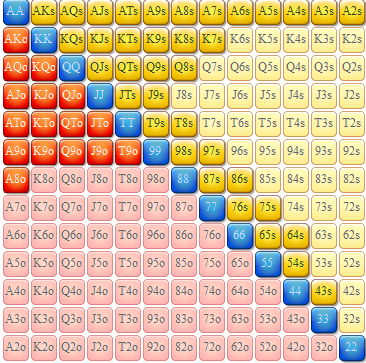 AA AKs AQs AJs ATs A9s A8s A7s A6s A5s A4s A3s A2s
AKo KK KQs KJs KTs K9s K8s K7s K6s K5s K4s K3s K2s
AQo KQo QQ QJs QTs Q9s Q8s Q7s Q6s Q5s Q4s Q3s Q2s
AJo KJo QJo JJ JTs J9s J8s J7s J6s J5s J4s J3s J2s
ATo KTo QTo JTo TT T9s T8s T7s T6s T5s T4s T3s T2s
A9o K9o Q9o J9o T9o 99 98s 97s 96s 95s 94s 93s 92s
A8o K8o Q8o J8o T8o 98o 88 87s 86s 85s 84s 83s 82s
A7o K7o Q7o J7o T7o 97o 87o 77 76s 75s 74s 73s 72s
A6o K6o Q6o J6o T6o 96o 86o 76o 66 65s 64s 63s 62s
A5o K5o Q5o J5o T5o 95o 85o 75o 65o 55 54s 53s 52s
A4o K4o Q4o J4o T4o 94o 84o 74o 64o 54o 44 43s 42s
A3o K3o Q3o J3o T3o 93o 83o 73o 63o 53o 43o 33 32s
A2o K2o Q2o J2o T2o 92o 82o 72o 62o 52o 42o 32o 22